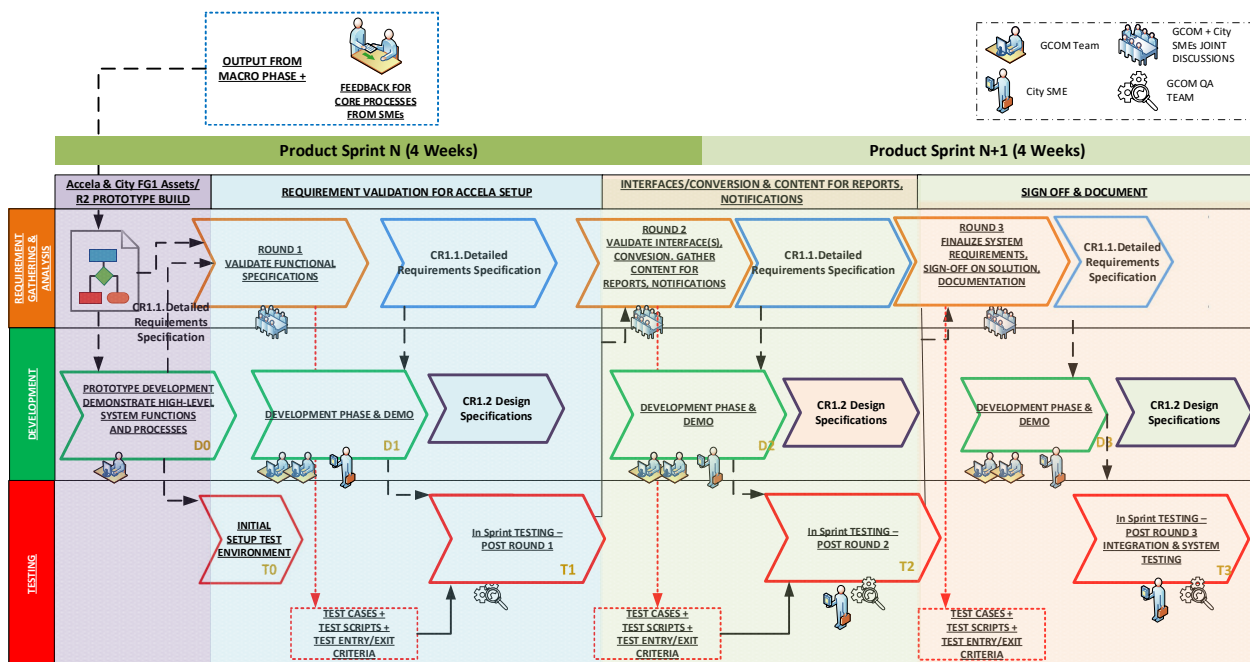 OUTPUT FROM
MACRO PHASE +
FEEDBACK FOR
CORE PROCESSES
FROM SMEs
GCOM Team
GCOM + City
SMEs JOINT
DISCUSSIONS
City SME
GCOM QA
TEAM
Product Sprint N (4 Weeks)
Product Sprint N+1 (4 Weeks)
Accela & City FG1 Assets/
R2 PROTOTYPE BUILD
REQUIREMENT VALIDATION FOR ACCELA SETUP
INTERFACES/CONVERSION & CONTENT FOR REPORTS,
NOTIFICATIONS
SIGN OFF & DOCUMENT
REQUIREMENT
GATHERING &
ANALYSIS
CR1.1.Detailed
Requirements
Specification
ROUND 1
VALIDATE FUNCTIONAL
SPECIFICATIONS
CR1.1.Detailed
Requirements Specification
ROUND 2
VALIDATE INTERFACE(S),
CONVESION, GATHER
CONTENT FOR
REPORTS, NOTIFICATIONS
CR1.1.Detailed
Requirements Specification
ROUND 3
FINALIZE SYSTEM
REQUIREMENTS,
SIGN-OFF ON SOLUTION,
DOCUMENTATION
CR1.1.Detailed
Requirements
Specification
DEVELOPMENT
PROTOTYPE DEVELOPMENT
DEMONSTRATE HIGH-LEVEL
SYSTEM FUNCTIONS
AND PROCESSES
D0
DEVELOPMENT PHASE & DEMO
D1
CR1.2 Design
Specifications
DEVELOPMENT PHASE &
DEMO
D2
CR1.2 Design
Specifications
DEVELOPMENT PHASE &
DEMO
D3
CR1.2 Design
Specifications
TESTING
INITIAL
SETUP TEST
ENVIRONMENT
T0
In Sprint TESTING –
POST ROUND 1
T1
In Sprint TESTING –
POST ROUND 2
T2
In Sprint TESTING –
POST ROUND 3
INTEGRATION & SYSTEM
TESTING
T3
TEST CASES +
TEST SCRIPTS +
TEST ENTRY/EXIT
CRITERIA
TEST CASES +
TEST SCRIPTS +
TEST ENTRY/EXIT
CRITERIA
TEST CASES +
TEST SCRIPTS +
TEST ENTRY/EXIT
CRITERIA